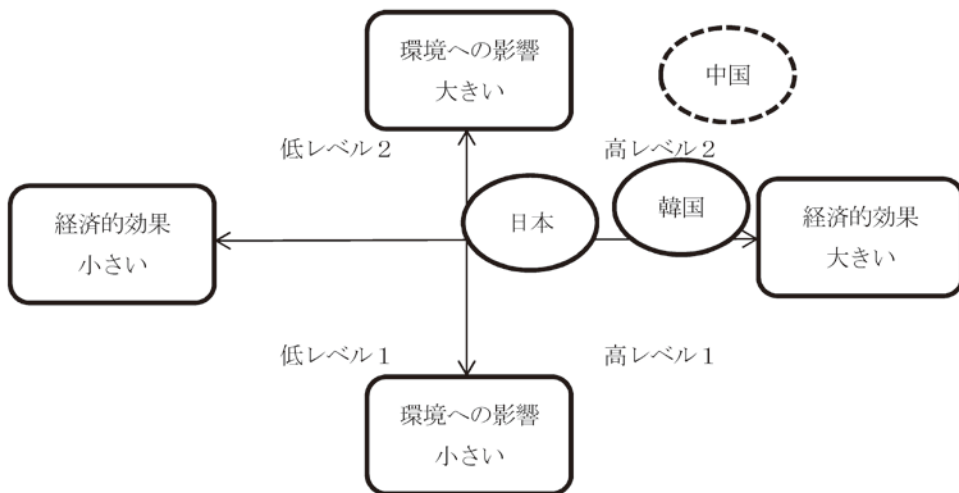 環境への影響
大きい
中国
低レベル２
高レベル２
経済的効果
小さい
日本
韓国
経済的効果
大きい
低レベル１
高レベル１
環境への影響
小さい